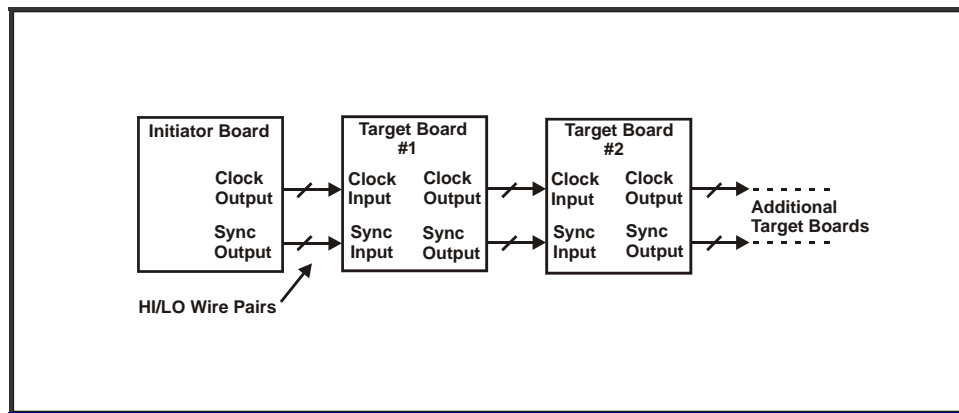 Initiator Board
Clock
Output
Sync
Output
Target Board
#1
Clock
Input
Clock
Output
Sync
Input
Sync
Output
Target Board
#2
Clock
Input
Clock
Output
Sync
Input
Sync
Output
Additional
Target Boards
HI/LO Wire Pairs